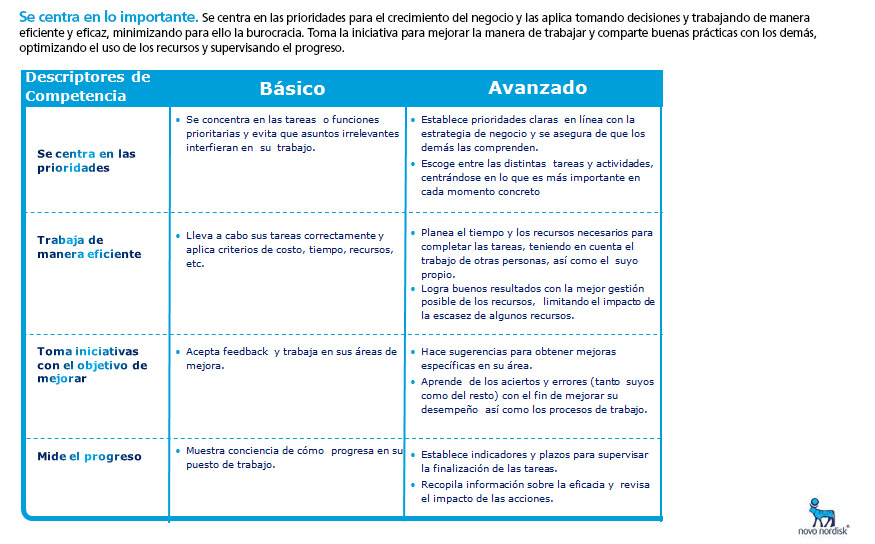 Se centra en lo importante. Se centra en las prioridades para el crecimiento del negocio y las aplica tomando decisiones y trabajando de manera
eficiente y eficaz, minimizando para ello la burocracia. Toma la iniciativa para mejorar la manera de trabajar y comparte buenas prácticas con los demás,
optimizando el uso de los recursos y supervisando el progreso.
Descriptores de
Competencia
Básico
Avanzado
Se centra en las
prioridades
• Se concentra en las tareas o funciones
prioritarias y evita que asuntos irrelevantes
interfieran en su trabajo.
• Establece prioridades claras en línea con la
estrategia de negocio y se asegura de que los
demás las comprenden.
• Escoge entre las distintas tareas y actividades,
centrándose en lo que es más importante en
cada momento concreto
Trabaja de
manera eficiente
• Lleva a cabo sus tareas correctamente y
aplica criterios de costo, tiempo, recursos,
etc.
• Planea el tiempo y los recursos necesarios para
completar las tareas, teniendo en cuenta el
trabajo de otras personas, así como el suyo
propio.
• Logra buenos resultados con la mejor gestión
posible de los recursos, limitando el impacto de
la escasez de algunos recursos.
Toma iniciativas
con el objetivo de
mejorar
• Acepta feedback y trabaja en sus áreas de
mejora.
• Hace sugerencias para obtener mejoras
específicas en su área.
• Aprende de los aciertos y errores (tanto suyos
como del resto) con el fin de mejorar su
desempeño así como los procesos de trabajo.
Mide el progreso
• Muestra conciencia de cómo progresa en su
puesto de trabajo.
• Establece indicadores y plazos para supervisar
la finalización de las tareas.
• Recopila información sobre la eficacia y revisa
el impacto de las acciones.
novo nordisk®